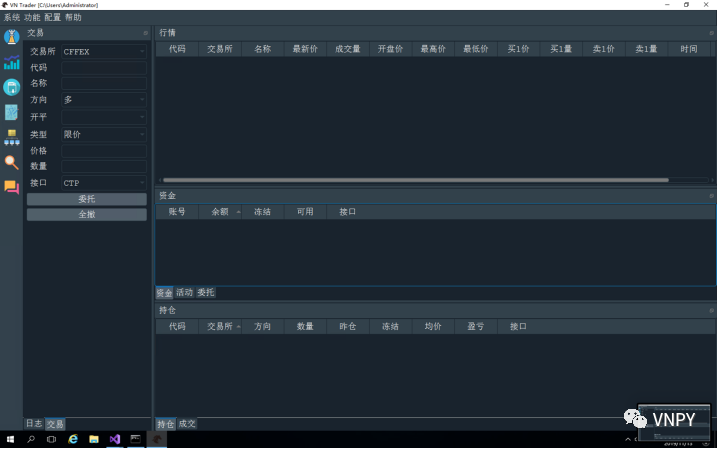 VN Trader [C:\Users\Administrator]
系统 功能 配置 帮助
交易
交易所 CFFEX
代码
名称
方向 多
开平
类型 限价
价格
数量
接口 CTP
委托
全撤
日志 交易
行情
代码 交易所 名称 最新价 成交量 开盘价 最高价 最低价 买1价 买1量 卖1价 卖1量 时间
资金
账号 余额 冻结 可用 接口
资金 活动 委托
持仓
代码 交易所 方向 数量 昨仓 冻结 均价 盈亏 接口
持仓 成交
VNPY